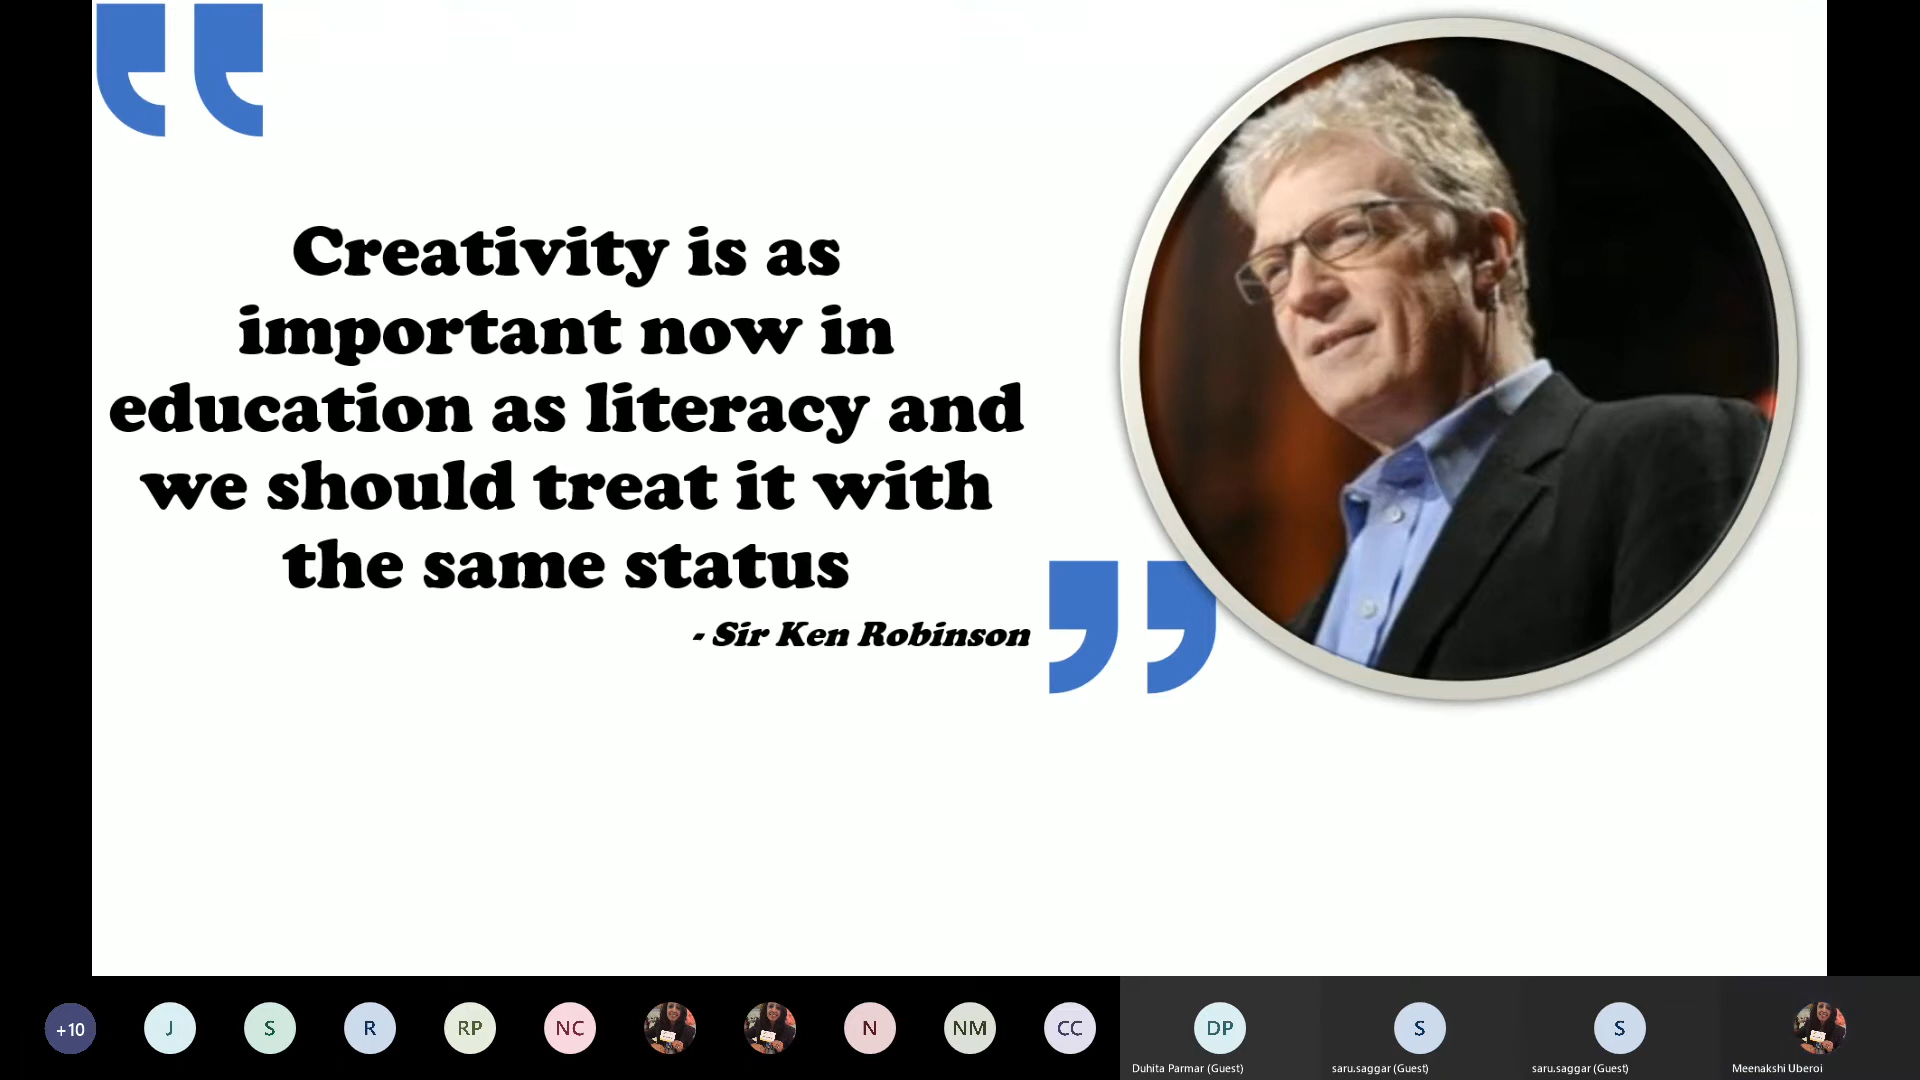 Creativity is as
important now in
education as literacy and
we should treat it with
the same status
- Sir Ken Robinson
+10
J
S
R
RP
NC
N
NM
CC
DP
S
S
Duhita Parmar (Guest)
saru.saggar (Guest)
saru.saggar (Guest)
Meenakshi Uberoi